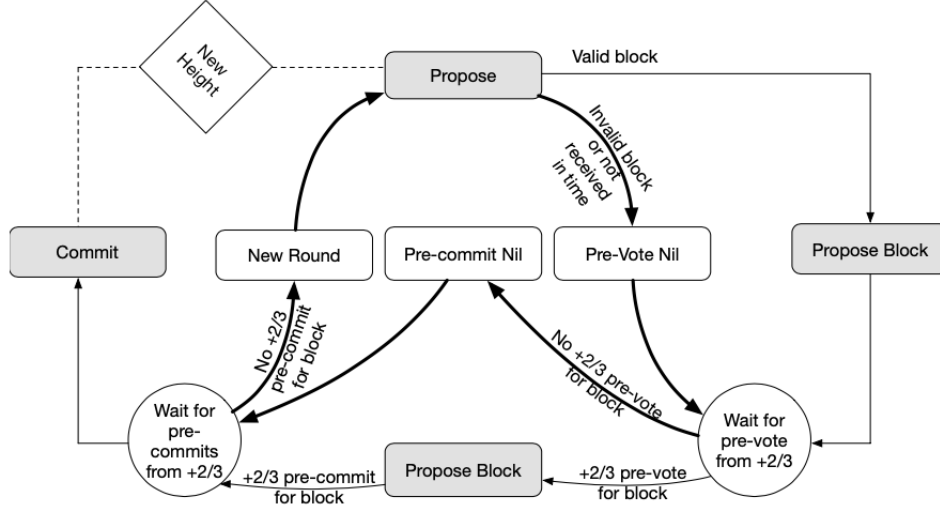 New
Height
Propose
Valid block
Invalid block
or not
received
in time
Commit
New Round
Pre-commit Nil
Pre-Vote Nil
Propose Block
No +2/3
pre-commit
for block
No +2/3 pre-vote
for block
Wait for
pre-
commits
from +2/3
Wait for
pre-vote
from +2/3
+2/3 pre-commit
for block
Propose Block
+2/3 pre-vote
for block